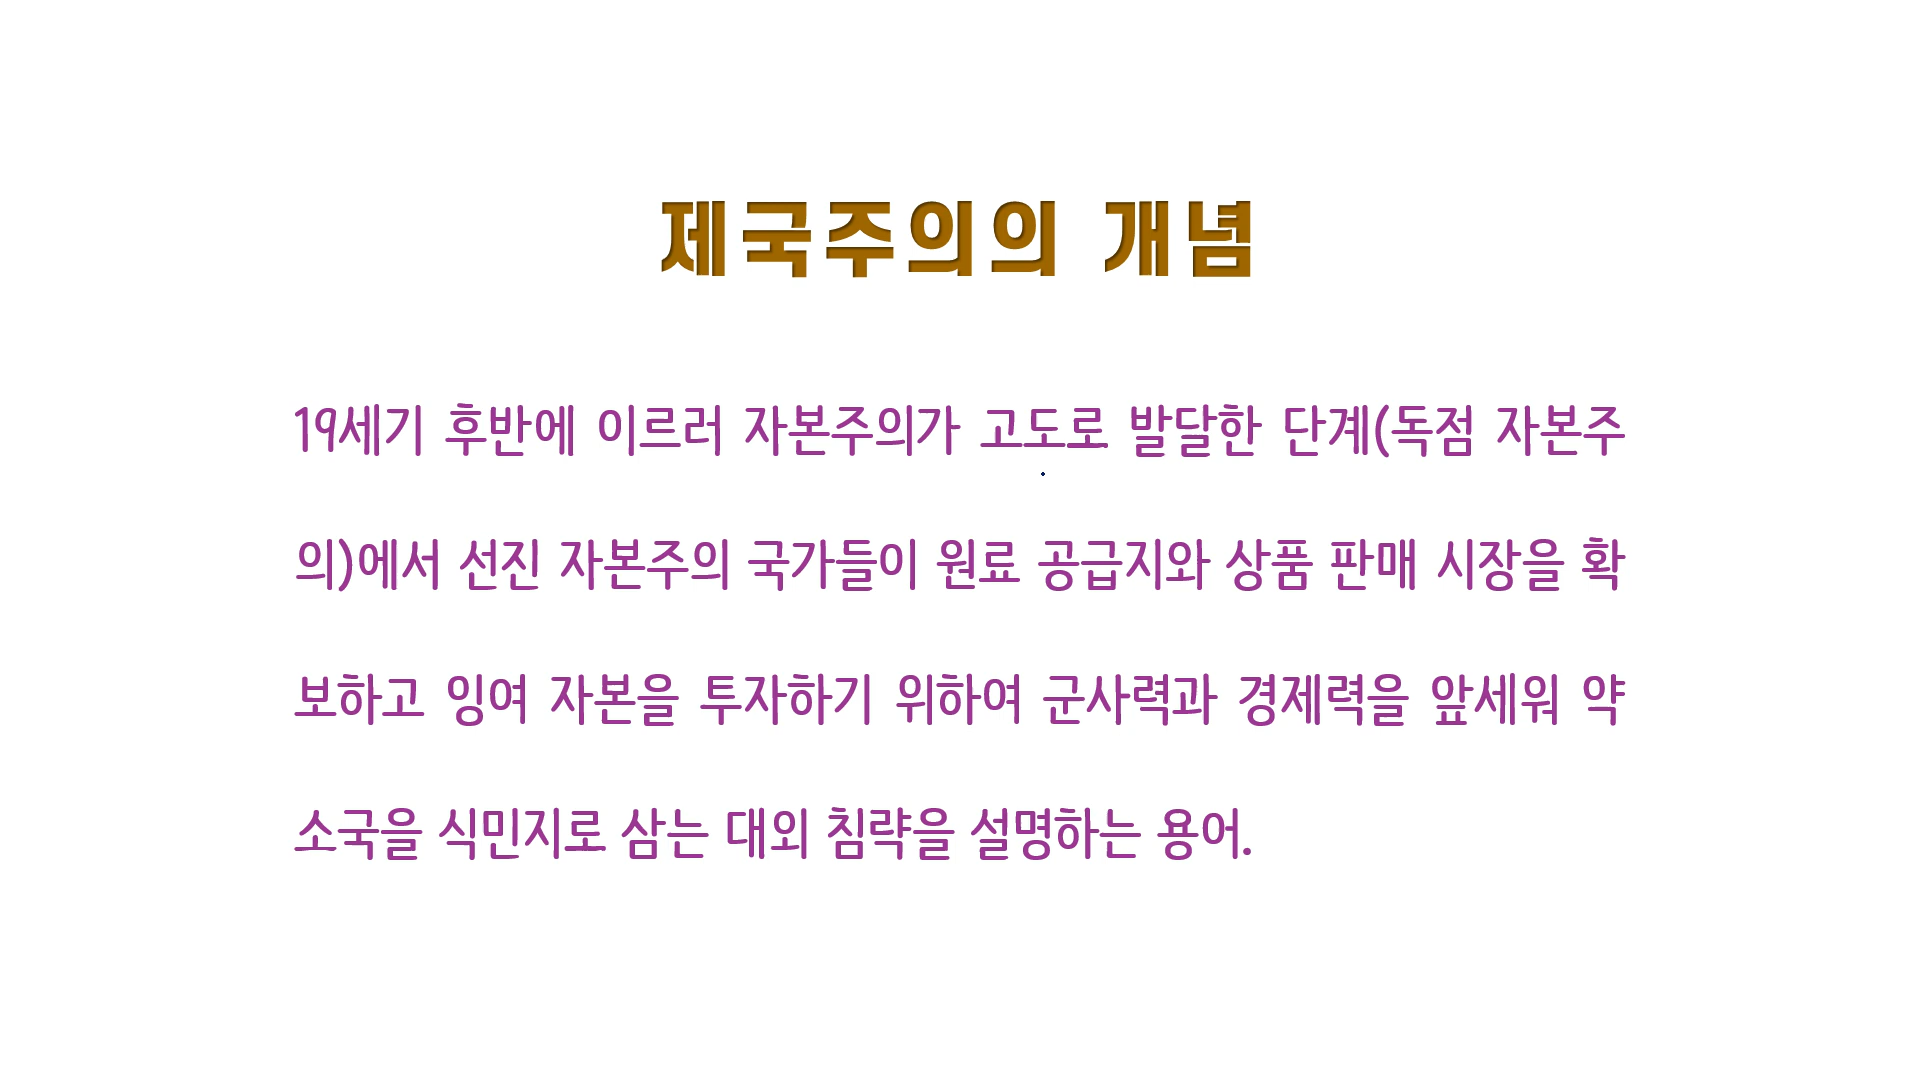 제국주의의 개념
19세기 후반에 이르러 자본주의가 고도로 발달한 단계(독점 자본주
의)에서 선진 자본주의 국가들이 원료 공급지와 상품 판매 시장을 확
보하고 잉여 자본을 투자하기 위하여 군사력과 경제력을 앞세워 약
소국을 식민지로 삼는 대외 침략을 설명하는 용어.